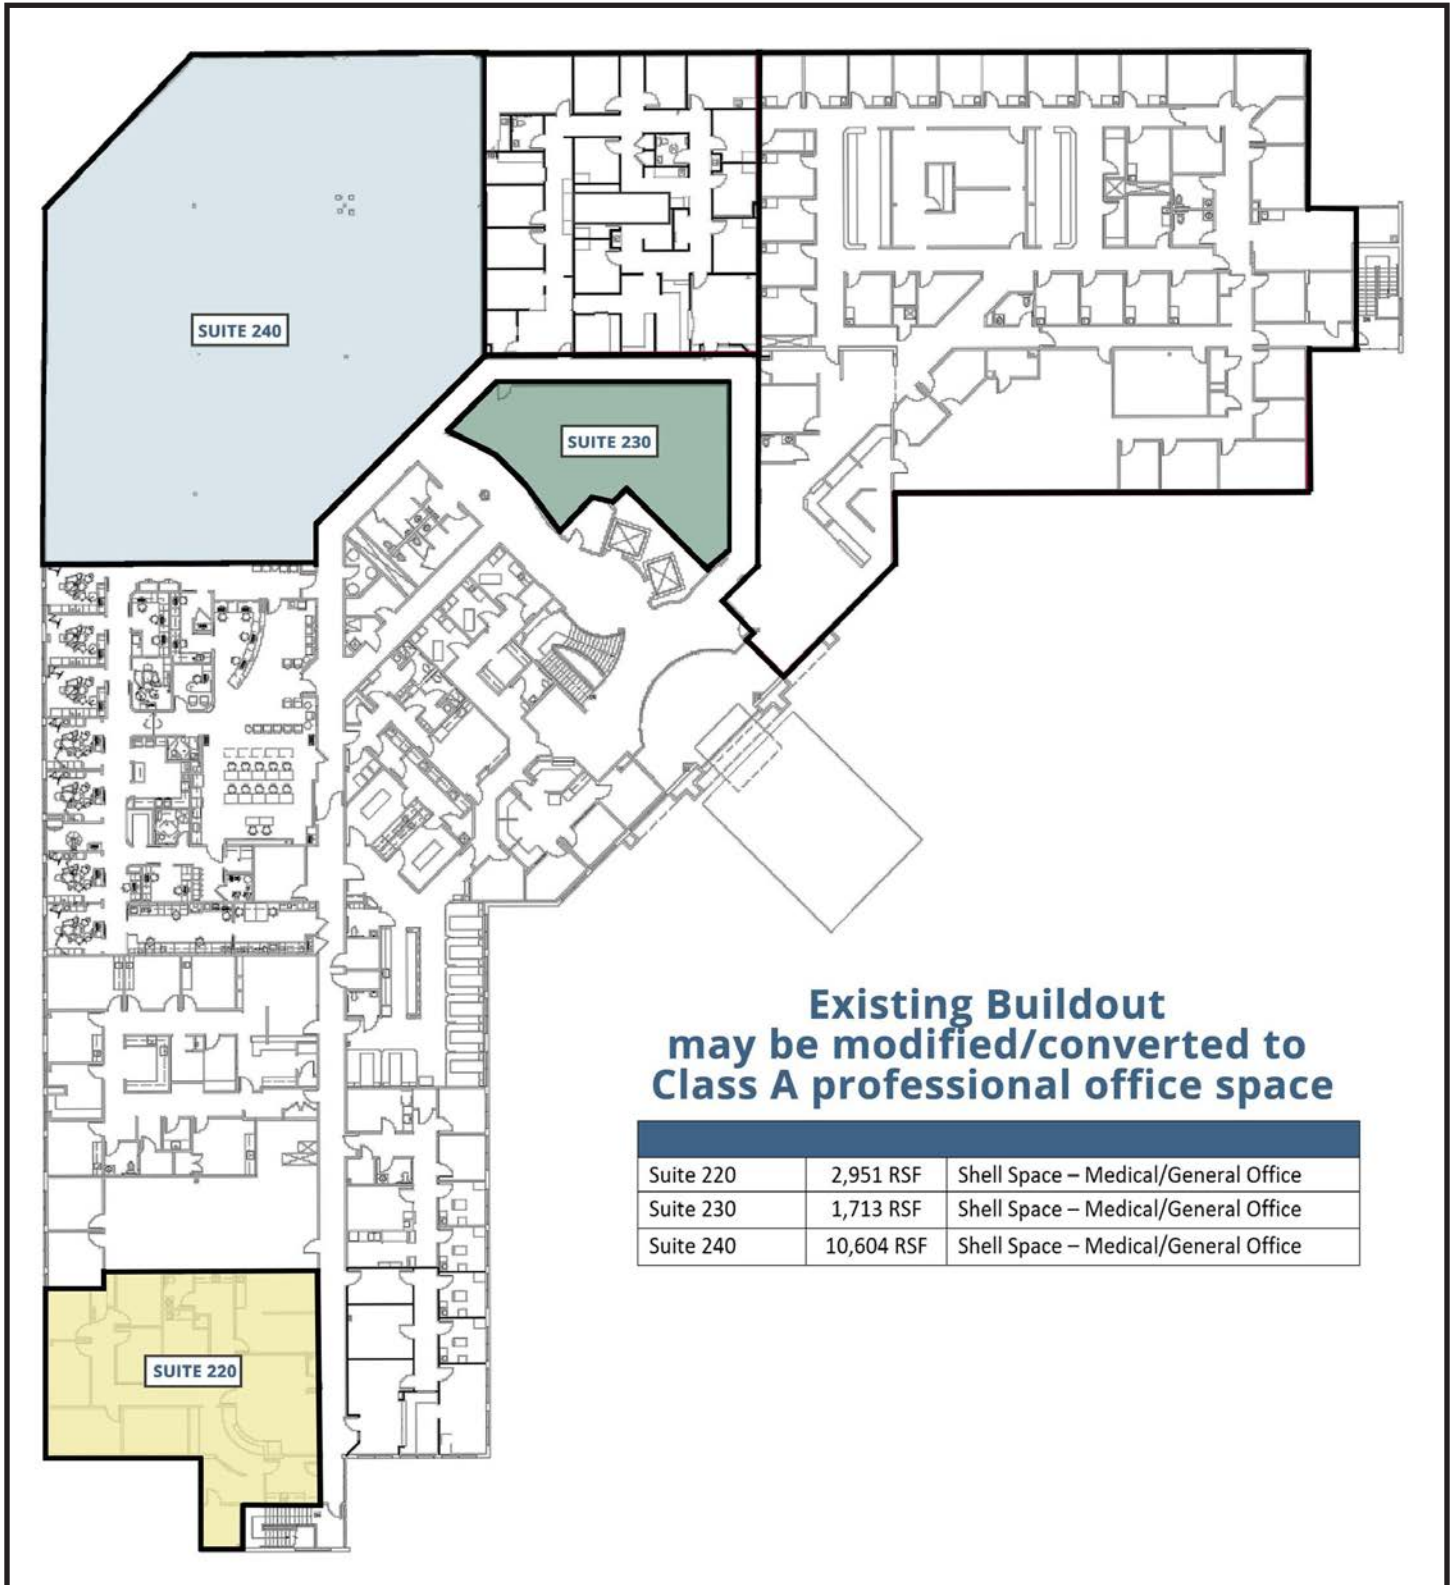 SUITE 240
SUITE 230
Existing Buildout
may be modified/converted to
Class A professional office space
Suite 220 2,951 RSF Shell Space – Medical/General Office
Suite 230 1,713 RSF Shell Space – Medical/General Office
Suite 240 10,604 RSF Shell Space – Medical/General Office
SUITE 220